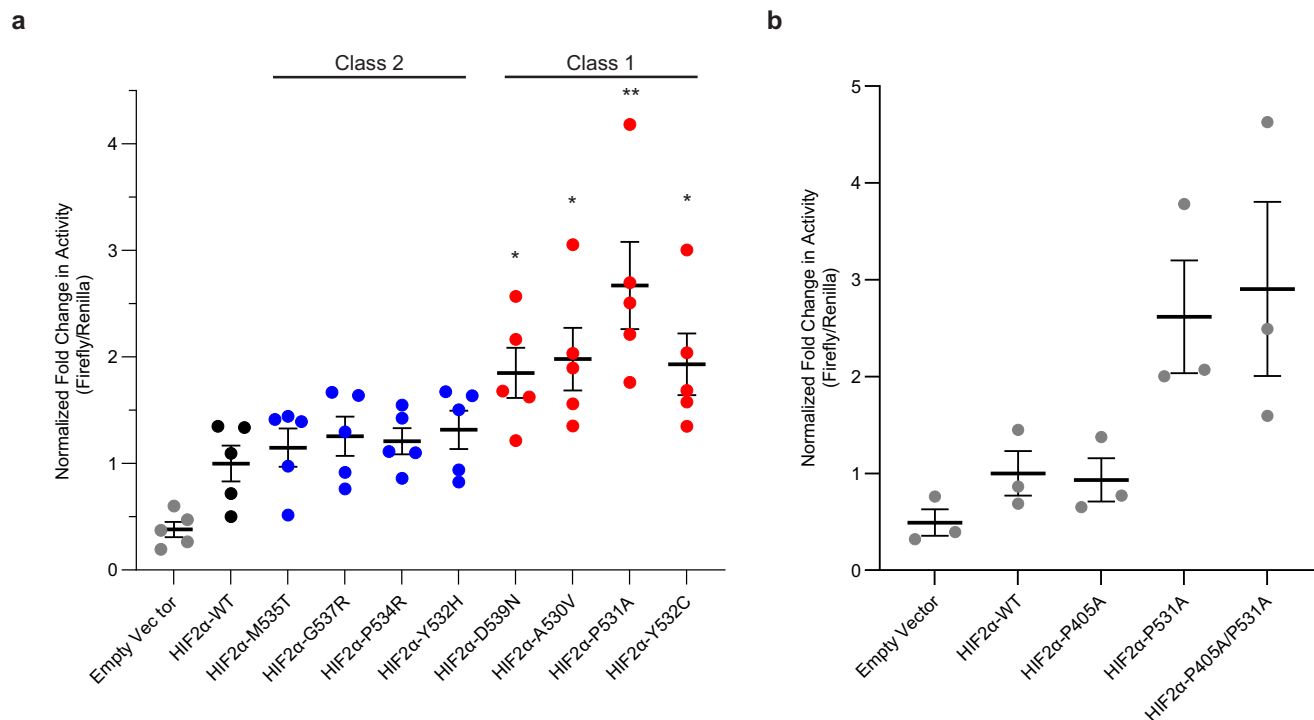 a
Class 2
Class 1
Normalized Fold Change in Activity
(Firefly/Renilla)
4
3
2
1
0
*
*
**
*
Empty Vec tor
HIF2α-WT
HIF2α-M535T
HIF2α-G537R
HIF2α-P534R
HIF2α-Y532H
HIF2α-D539N
HIF2α-A530V
HIF2α-P531A
HIF2α-Y532C
b
Normalized Fold Change in Activity
(Firefly/Renilla)
5
4
3
2
1
0
Empty Vector
HIF2α-WT
HIF2α-P405A
HIF2α-P531A
HIF2α-P405A/P531A